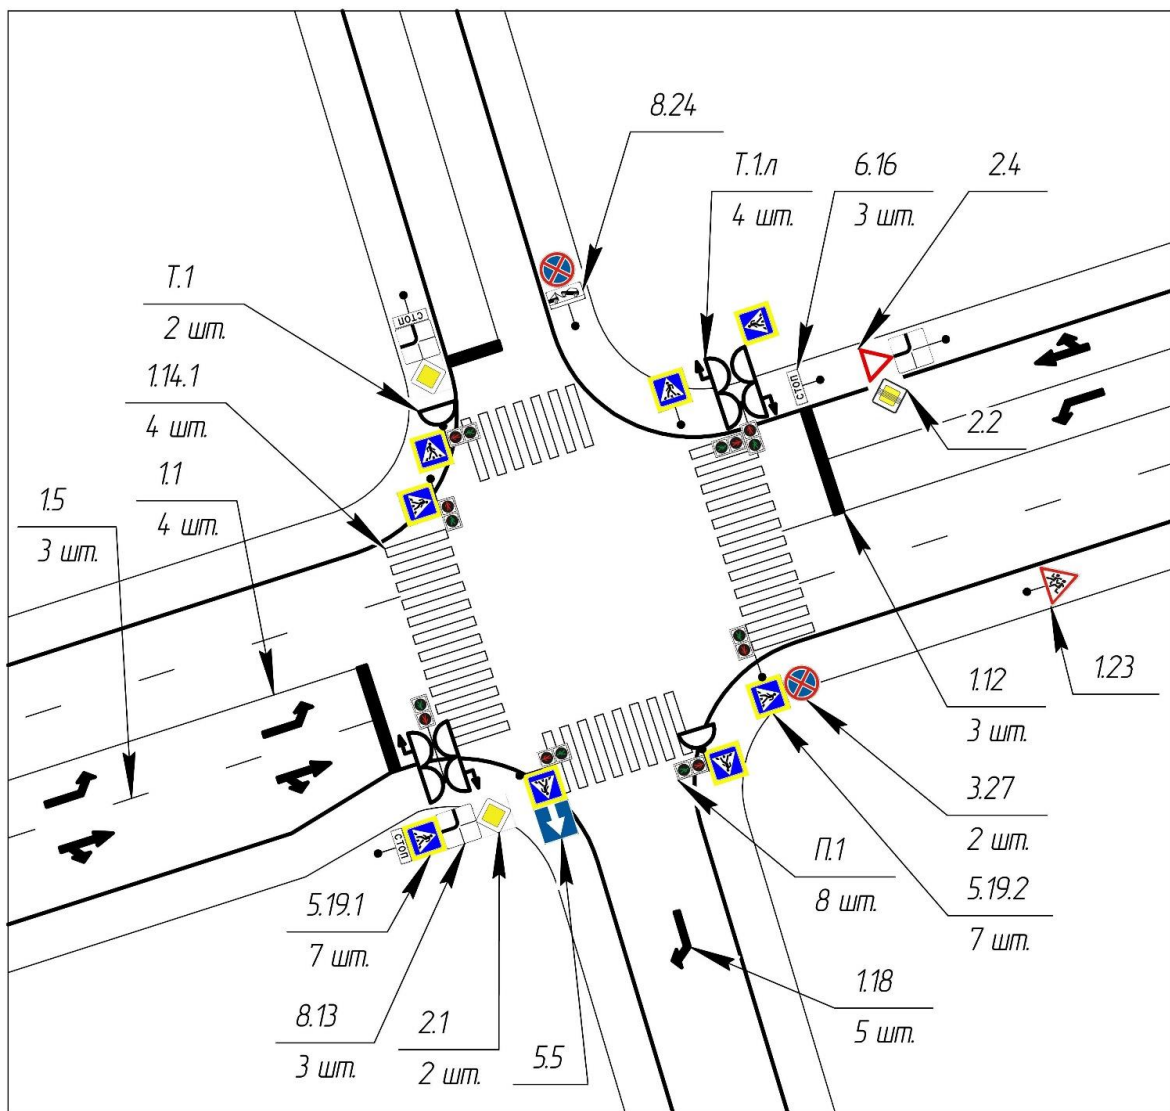 8.24
Т.1.л
4 шт.
6.16
3 шт.
2.4
Т.1
2 шт.
1.14.1
4 шт.
1.1
4 шт.
1.5
3 шт.
СТОП
СТОП
2.2
1.23
1.12
3 шт.
3.27
2 шт.
5.19.2
7 шт.
П.1
8 шт.
СТОП
5.19.1
7 шт.
8.13
3 шт.
2.1
2 шт.
5.5
1.18
5 шт.